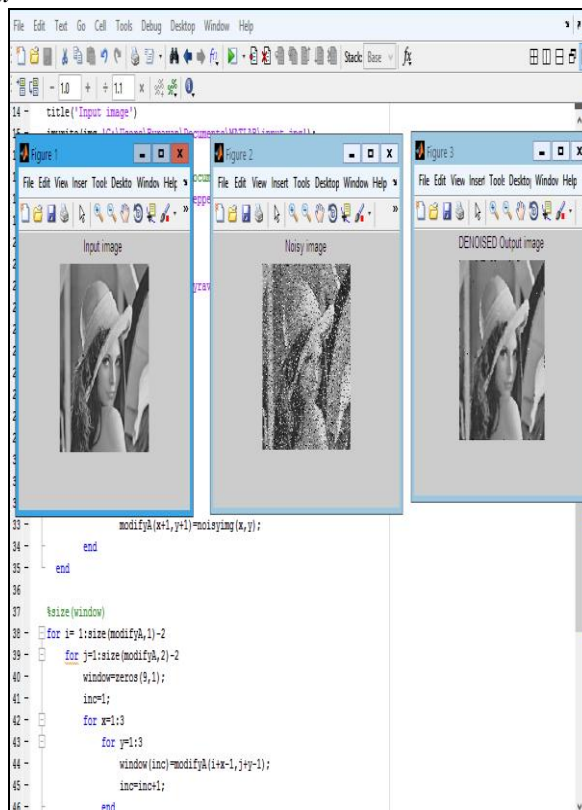 File Edit Text Go Cell Tools Debug Desktop Window Help
Stack: Base fx
- 1.0 + ÷ 1.1 x
14 - title('Input image')
Figure 1
File Edit View Inser Tools Deskto Window Help
Input image
Figure 2
File Edit View Insert Tools Desktop Window Help
Noisy image
Figure 3
File Edit View Insert Tools Desktop Window Help
DENOISED Output image
33 - modifyA(x+1,y+1)=noisyimg(x,y);
34 - end
35 - end
36
37 %size(window)
38 - for i= 1:size(modifyA,1)-2
39 - for j=1:size(modifyA,2)-2
40 - window=zeros(9,1);
41 - inc=1;
42 - for x=1:3
43 - for y=1:3
44 - window(inc)=modifyA(i+x-1,j+y-1);
45 - inc=inc+1;
46 - end